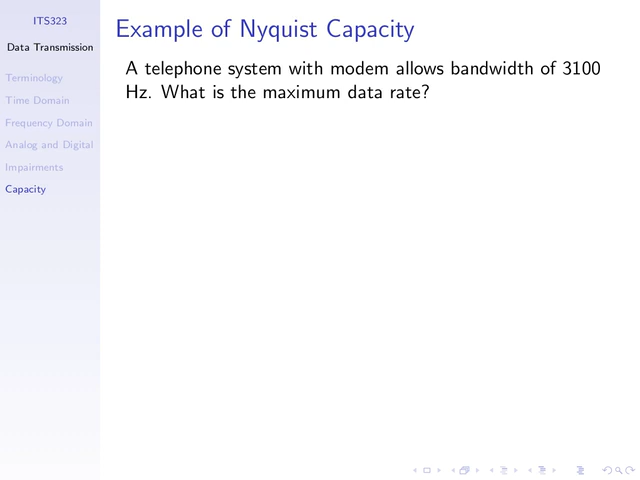 ITS323
Data Transmission
Terminology
Time Domain
Frequency Domain
Analog and Digital
Impairments
Capacity
Example of Nyquist Capacity
A telephone system with modem allows bandwidth of 3100
Hz. What is the maximum data rate?